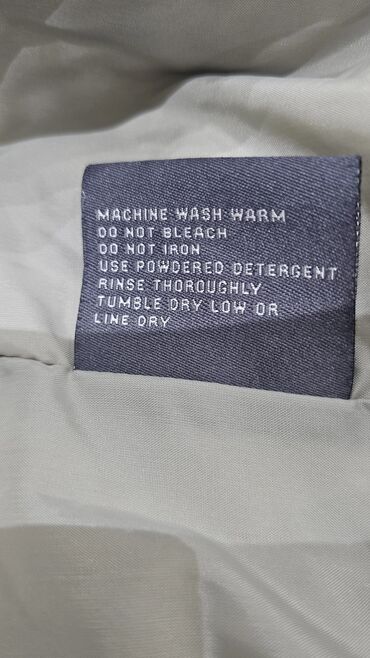 MACHINE WASH WARM
DO NOT BLEACH
DO NOT IRON
USE POWDERED DETERGENT
RINSE THOROUGHLY
TUMBLE DRY LOW OR
LINE DRY